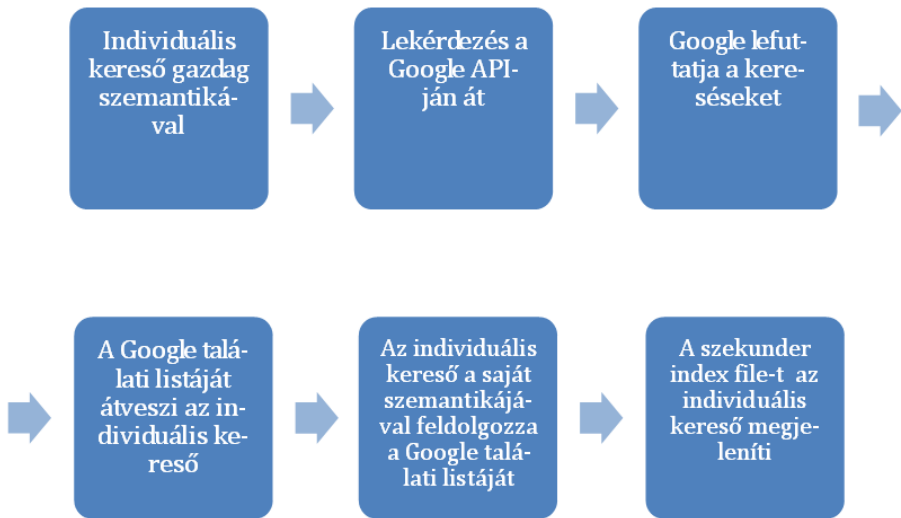 Individuális
kereső gazdag
szemantiká-
val
Lekérdezés a
Google API-
ján át
Google lefut-
tatja a kere-
séseket
A Google talá-
lati listáját
átveszi az in-
dividuális ke-
reső
Az individuális
kereső a saját
szemantikájá-
val feldolgozza
a Google talá-
lati listáját
A szekunder
index file-t az
individuális
kereső megje-
leníti